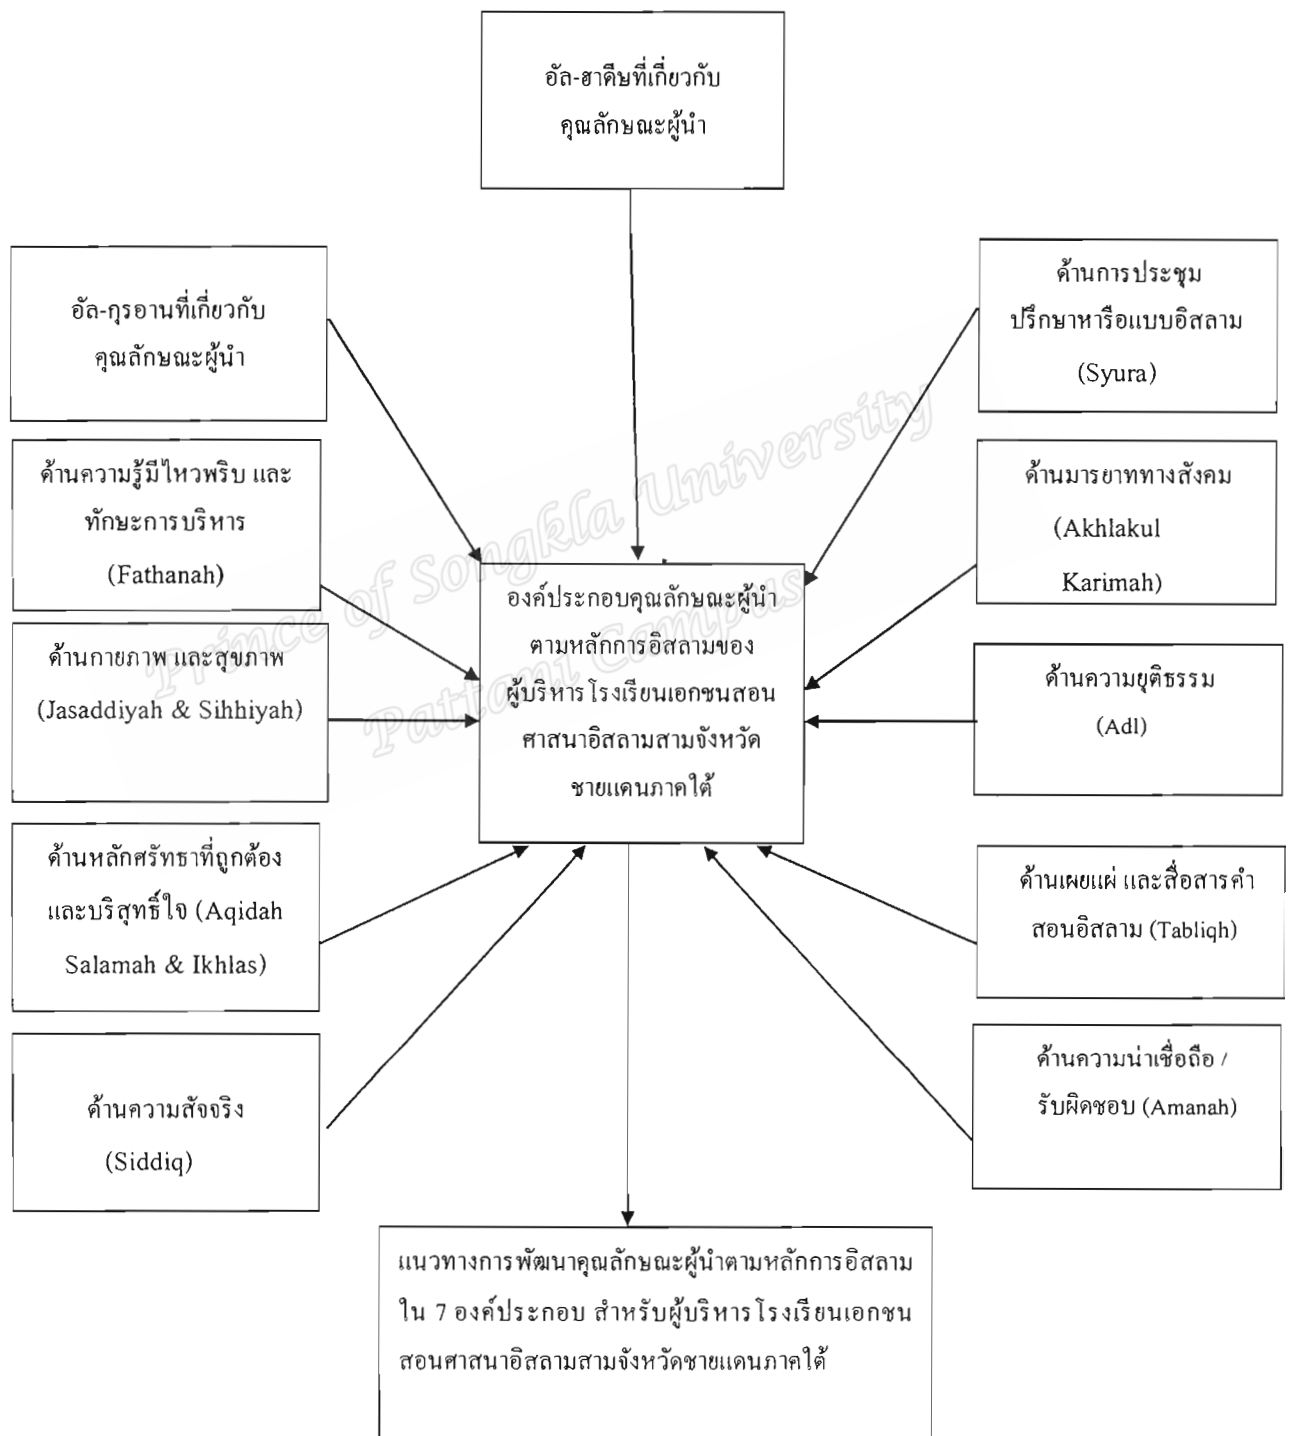 อัล-ฮาดีษที่เกี่ยวกับ
คุณลักษณะผู้นำ
อัล-กุรอานที่เกี่ยวกับ
คุณลักษณะผู้นำ
ด้านการประชุม
ปรึกษาหารือแบบอิสลาม
(Syura)
ด้านความรู้มีไหวพริบ และ
ทักษะการบริหาร
(Fathanah)
ด้านมารยาททางสังคม
(Akhlakul
Karimah)
องค์ประกอบคุณลักษณะผู้นำ
ตามหลักการอิสลามของ
ผู้บริหารโรงเรียนเอกชนสอน
ศาสนาอิสลามสามจังหวัด
ชายแดนภาคใต้
ด้านกายภาพ และสุขภาพ
(Jasaddiyah & Sihhiyah)
ด้านความยุติธรรม
(Adl)
ด้านหลักศรัทธาที่ถูกต้อง
และบริสุทธิ์ใจ (Aqidah
Salamah & Ikhlas)
ด้านเผยแผ่ และสื่อสารคำ
สอนอิสลาม (Tabliqh)
ด้านความสัจจริง
(Siddiq)
ด้านความน่าเชื่อถือ /
รับผิดชอบ (Amanah)
แนวทางการพัฒนาคุณลักษณะผู้นำตามหลักการอิสลาม
ใน 7 องค์ประกอบ สำหรับผู้บริหารโรงเรียนเอกชน
สอนศาสนาอิสลามสามจังหวัดชายแดนภาคใต้
Prince of Songkla University
Pattani Campus